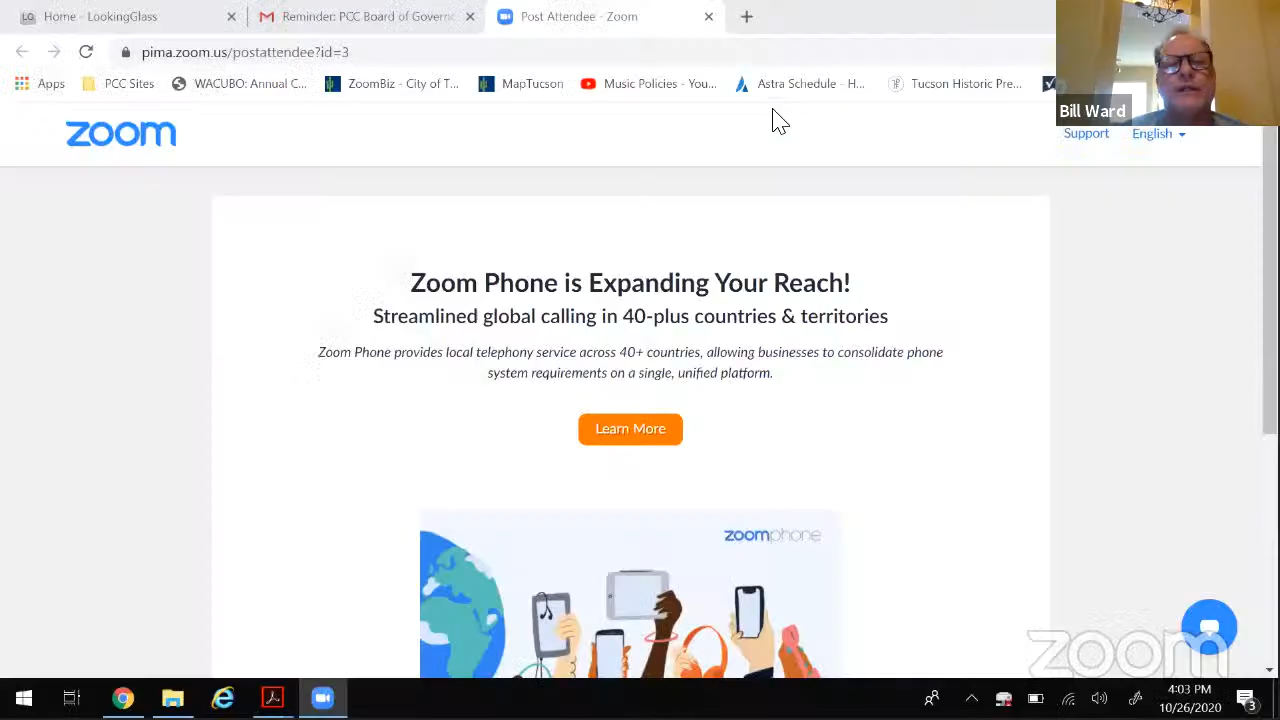 Home - LookingGlass
Reminder: PCC Board of Governo
Post Attendee - Zoom
pima.zoom.us/postattendee?id=3
Apps
PCC Sites
WACUBO: Annual C...
ZoomBiz - City of T...
MapTucson
Music Policies - You...
Astra Schedule - H...
Tucson Historic Pre...
Bill Ward
zoom
Support
English
Zoom Phone is Expanding Your Reach!
Streamlined global calling in 40-plus countries & territories
Zoom Phone provides local telephony service across 40+ countries, allowing businesses to consolidate phone
system requirements on a single, unified platform.
Learn More
zoomphone
zoom
4:03 PM
10/26/2020
3